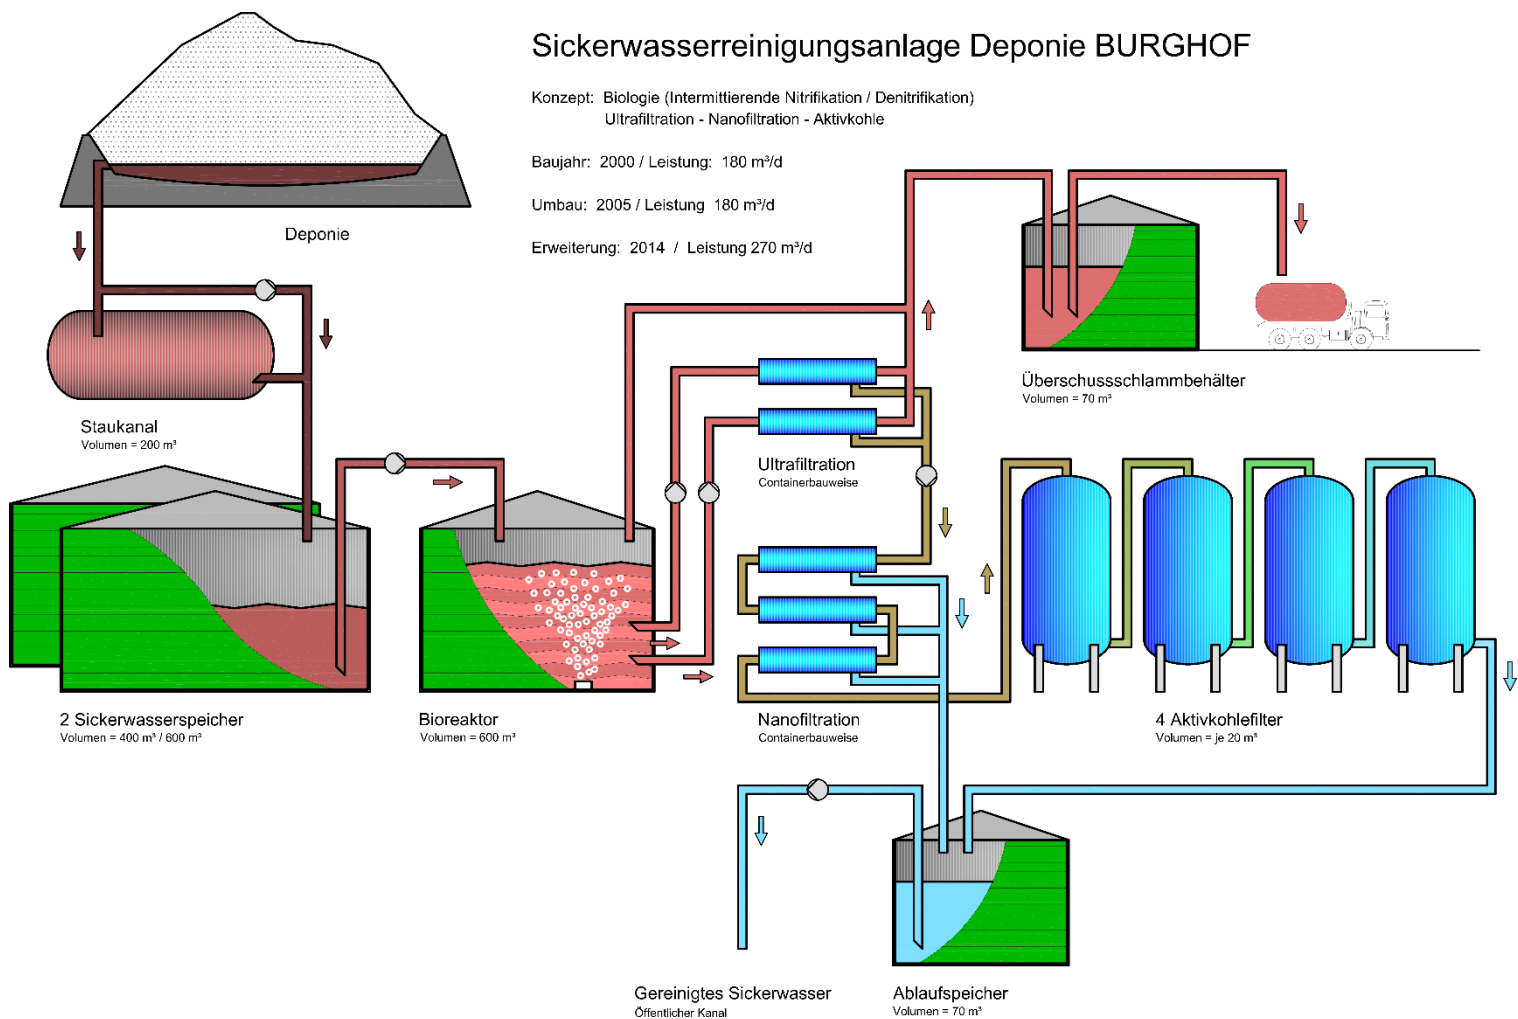 Sickerwasserreinigungsanlage Deponie BURGHOF
Konzept: Biologie (Intermittierende Nitrifikation / Denitrifikation)
Ultrafiltration - Nanofiltration - Aktivkohle
Baujahr: 2000 / Leistung: 180 m³/d
Umbau: 2005 / Leistung 180 m³/d
Erweiterung: 2014 / Leistung 270 m³/d
Deponie
Staukanal
Volumen = 200 m³
Überschussschlammbehälter
Volumen = 70 m³
Ultrafiltration
Containerbauweise
2 Sickerwasserspeicher
Volumen = 400 m³ / 600 m³
Bioreaktor
Volumen = 600 m³
Nanofiltration
Containerbauweise
4 Aktivkohlefilter
Volumen = je 20 m³
Gereinigtes Sickerwasser
Öffentlicher Kanal
Ablaufspeicher
Volumen = 70 m³